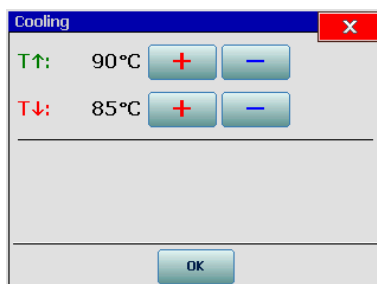 Cooling X
T↑: 90°C + −
T↓: 85°C + −
OK